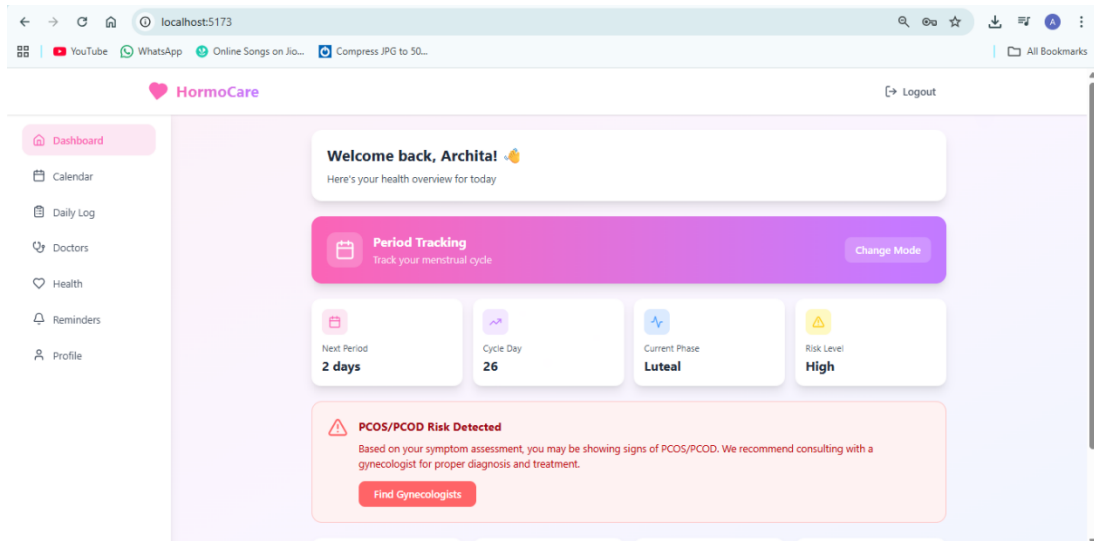 localhost:5173
A
YouTube
WhatsApp
Online Songs on Jio...
Compress JPG to 50...
All Bookmarks
HormoCare
Logout
Dashboard
Calendar
Daily Log
Doctors
Health
Reminders
Profile
Welcome back, Archita! 👋
Here's your health overview for today
Period Tracking
Track your menstrual cycle
Change Mode
Next Period
2 days
Cycle Day
26
Current Phase
Luteal
Risk Level
High
PCOS/PCOD Risk Detected
Based on your symptom assessment, you may be showing signs of PCOS/PCOD. We recommend consulting with a
gynecologist for proper diagnosis and treatment.
Find Gynecologists